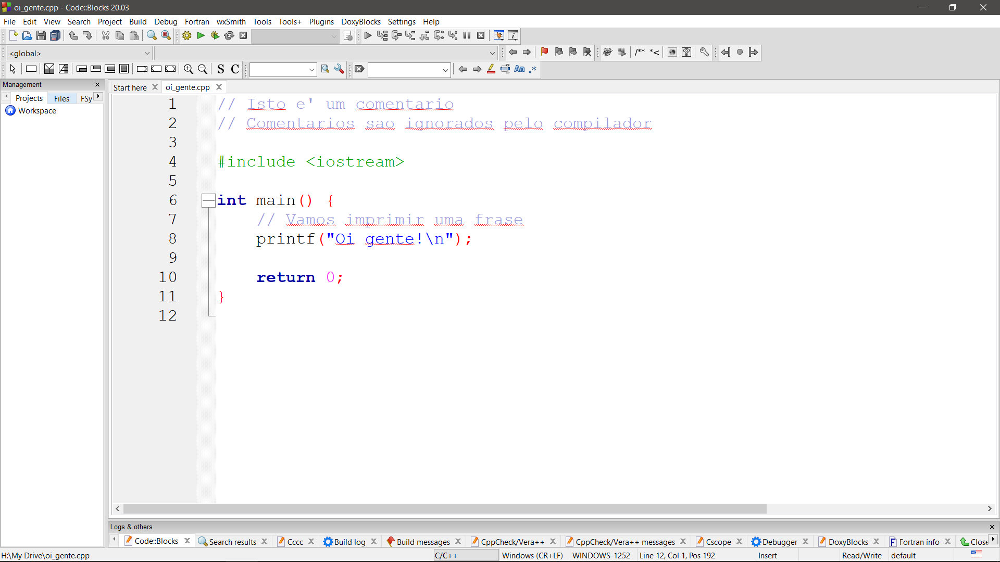 oi_gente.cpp - Code::Blocks 20.03
File Edit View Search Project Build Debug Fortran wxSmith Tools Tools+ Plugins DoxyBlocks Settings Help
<global>
/** *<
S C
Aa .*
Management
Projects Files FSy
Workspace
Start here oi_gente.cpp
1 // Isto e' um comentario
2 // Comentarios sao ignorados pelo compilador
3
4 #include <iostream>
5
6 int main() {
7 // Vamos imprimir uma frase
8 printf("Oi gente!\n");
9
10 return 0;
11 }
12
Logs & others
Code::Blocks Search results Cccc Build log Build messages CppCheck/Vera++ CppCheck/Vera++ messages Cscope Debugger DoxyBlocks Fortran info Close
H:\My Drive\oi_gente.cpp C/C++ Windows (CR+LF) WINDOWS-1252 Line 12, Col 1, Pos 192 Insert Read/Write default